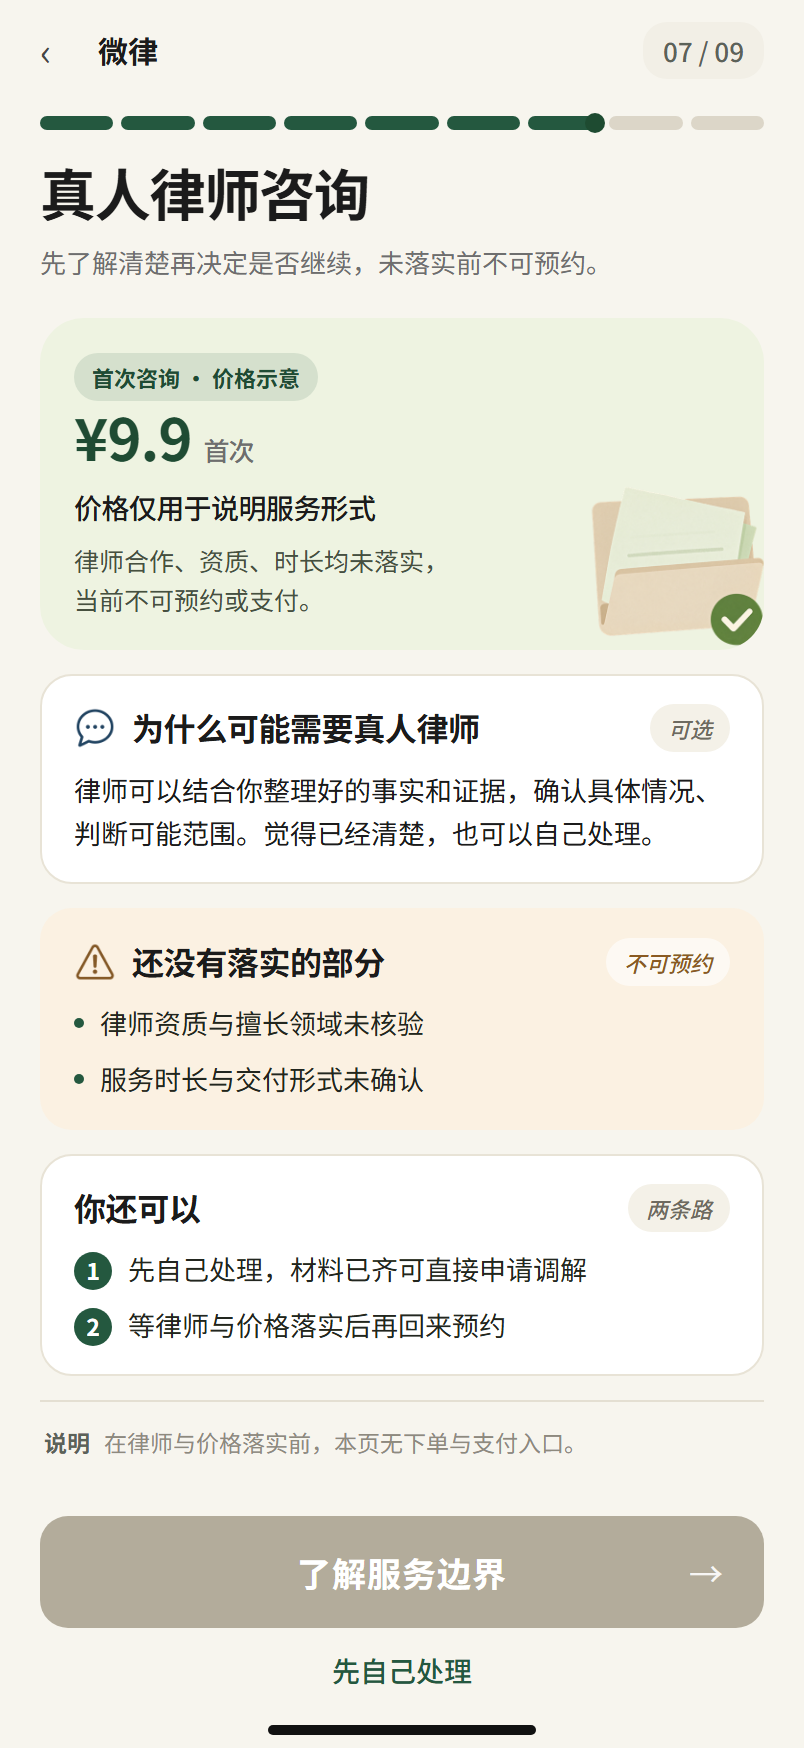 ‹ 微律 07 / 09
真人律师咨询
先了解清楚再决定是否继续，未落实前不可预约。
首次咨询 · 价格示意
¥9.9 首次
价格仅用于说明服务形式
律师合作、资质、时长均未落实，
当前不可预约或支付。
为什么可能需要真人律师 可选
律师可以结合你整理好的事实和证据，确认具体情况、
判断可能范围。觉得已经清楚，也可以自己处理。
还没有落实的部分 不可预约
• 律师资质与擅长领域未核验
• 服务时长与交付形式未确认
你还可以 两条路
1 先自己处理，材料已齐可直接申请调解
2 等律师与价格落实后再回来预约
说明 在律师与价格落实前，本页无下单与支付入口。
了解服务边界 →
先自己处理